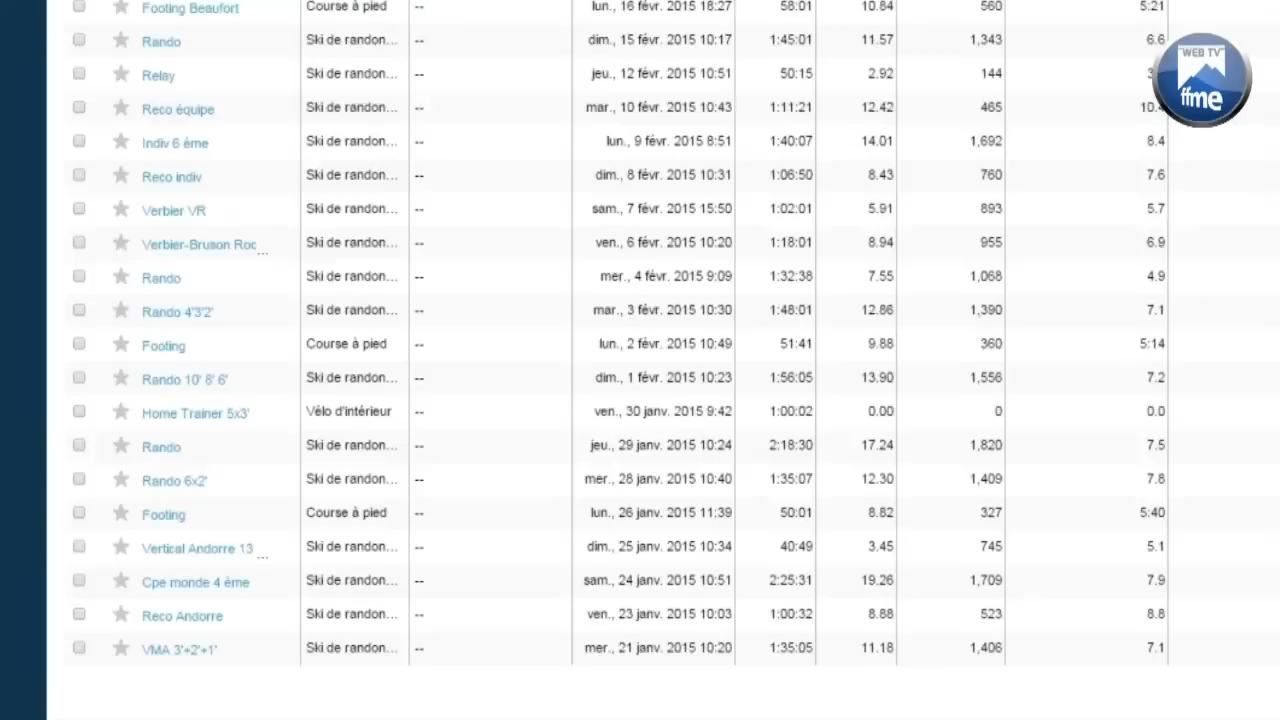 Footing Beaufort Course à pied -- lun., 16 févr. 2015 18:27 58:01 10.84 560 5:21
Rando Ski de randon... -- dim., 15 févr. 2015 10:17 1:45:01 11.57 1,343 6.6
Relay Ski de randon... -- jeu., 12 févr. 2015 10:51 50:15 2.92 144
Reco équipe Ski de randon... -- mar., 10 févr. 2015 10:43 1:11:21 12.42 465
Indiv 6 éme Ski de randon... -- lun., 9 févr. 2015 8:51 1:40:07 14.01 1,692 8.4
Reco indiv Ski de randon... -- dim., 8 févr. 2015 10:31 1:06:50 8.43 760 7.6
Verbier VR Ski de randon... -- sam., 7 févr. 2015 15:50 1:02:01 5.91 893 5.7
Verbier-Bruson Roc... Ski de randon... -- ven., 6 févr. 2015 10:20 1:18:01 8.94 955 6.9
Rando Ski de randon... -- mer., 4 févr. 2015 9:09 1:32:38 7.55 1,068 4.9
Rando 4'3'2' Ski de randon... -- mar., 3 févr. 2015 10:30 1:48:01 12.86 1,390 7.1
Footing Course à pied -- lun., 2 févr. 2015 10:49 51:41 9.88 360 5:14
Rando 10' 8' 6' Ski de randon... -- dim., 1 févr. 2015 10:23 1:56:05 13.90 1,556 7.2
Home Trainer 5x3' Vélo d'intérieur -- ven., 30 janv. 2015 9:42 1:00:02 0.00 0 0.0
Rando Ski de randon... -- jeu., 29 janv. 2015 10:24 2:18:30 17.24 1,820 7.5
Rando 6x2' Ski de randon... -- mer., 28 janv. 2015 10:40 1:35:07 12.30 1,409 7.8
Footing Course à pied -- lun., 26 janv. 2015 11:39 50:01 8.82 327 5:40
Vertical Andorre 13 ... Ski de randon... -- dim., 25 janv. 2015 10:34 40:49 3.45 745 5.1
Cpe monde 4 éme Ski de randon... -- sam., 24 janv. 2015 10:51 2:25:31 19.26 1,709 7.9
Reco Andorre Ski de randon... -- ven., 23 janv. 2015 10:03 1:00:32 8.88 523 8.8
VMA 3'+2'+1' Ski de randon... -- mer., 21 janv. 2015 10:20 1:35:05 11.18 1,406 7.1
WEB TV
ffme